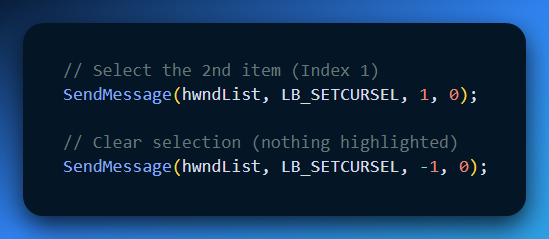 // Select the 2nd item (Index 1)
SendMessage(hwndList, LB_SETCURSEL, 1, 0);
// Clear selection (nothing highlighted)
SendMessage(hwndList, LB_SETCURSEL, -1, 0);